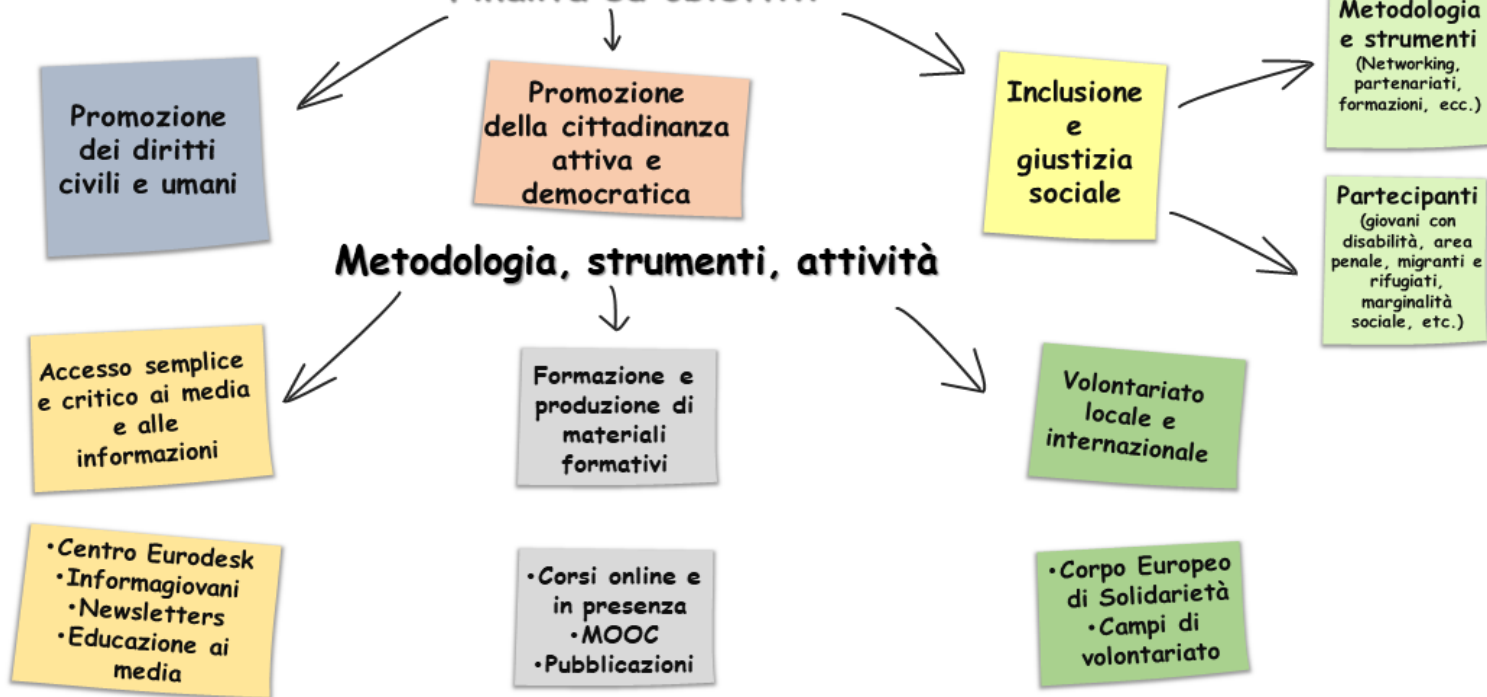 Finalità ed obiettivi
Promozione
dei diritti
civili e umani
Promozione
della cittadinanza
attiva e
democratica
Inclusione
e
giustizia
sociale
Metodologia
e strumenti
(Networking,
partenariati,
formazioni, ecc.)
Partecipanti
(giovani con
disabilità, area
penale, migranti e
rifugiati,
marginalità
sociale, etc.)
Metodologia, strumenti, attività
Accesso semplice
e critico ai media
e alle
informazioni
Formazione e
produzione di
materiali
formativi
Volontariato
locale e
internazionale
•Centro Eurodesk
•Informagiovani
•Newsletters
•Educazione ai
media
•Corsi online e
in presenza
•MOOC
•Pubblicazioni
•Corpo Europeo
di Solidarietà
•Campi di
volontariato